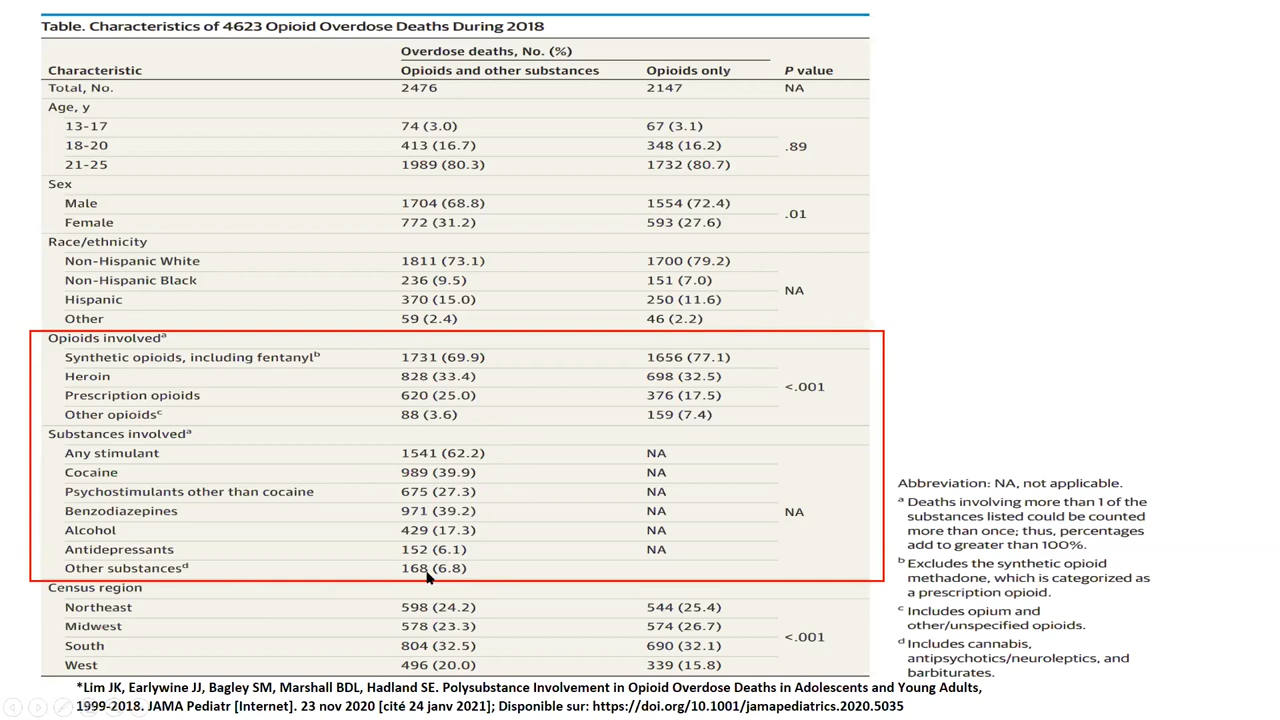 Table. Characteristics of 4623 Opioid Overdose Deaths During 2018
Overdose deaths, No. (%)
Characteristic Opioids and other substances Opioids only P value
Total, No. 2476 2147 NA
Age, y
13-17 74 (3.0) 67 (3.1)
18-20 413 (16.7) 348 (16.2) .89
21-25 1989 (80.3) 1732 (80.7)
Sex
Male 1704 (68.8) 1554 (72.4)
.01
Female 772 (31.2) 593 (27.6)
Race/ethnicity
Non-Hispanic White 1811 (73.1) 1700 (79.2)
Non-Hispanic Black 236 (9.5) 151 (7.0)
NA
Hispanic 370 (15.0) 250 (11.6)
Other 59 (2.4) 46 (2.2)
Opioids involvedᵃ
Synthetic opioids, including fentanylᵇ 1731 (69.9) 1656 (77.1)
Heroin 828 (33.4) 698 (32.5)
<.001
Prescription opioids 620 (25.0) 376 (17.5)
Other opioidsᶜ 88 (3.6) 159 (7.4)
Substances involvedᵃ
Any stimulant 1541 (62.2) NA
Cocaine 989 (39.9) NA
Psychostimulants other than cocaine 675 (27.3) NA
Benzodiazepines 971 (39.2) NA NA
Alcohol 429 (17.3) NA
Antidepressants 152 (6.1) NA
Other substancesᵈ 168 (6.8)
Census region
Northeast 598 (24.2) 544 (25.4)
Midwest 578 (23.3) 574 (26.7)
<.001
South 804 (32.5) 690 (32.1)
West 496 (20.0) 339 (15.8)
Abbreviation: NA, not applicable.
ᵃ Deaths involving more than 1 of the
substances listed could be counted
more than once; thus, percentages
add to greater than 100%.
ᵇ Excludes the synthetic opioid
methadone, which is categorized as
a prescription opioid.
ᶜ Includes opium and
other/unspecified opioids.
ᵈ Includes cannabis,
antipsychotics/neuroleptics, and
barbiturates.
*Lim JK, Earlywine JJ, Bagley SM, Marshall BDL, Hadland SE. Polysubstance Involvement in Opioid Overdose Deaths in Adolescents and Young Adults,
1999-2018. JAMA Pediatr [Internet]. 23 nov 2020 [cité 24 janv 2021]; Disponible sur: https://doi.org/10.1001/jamapediatrics.2020.5035